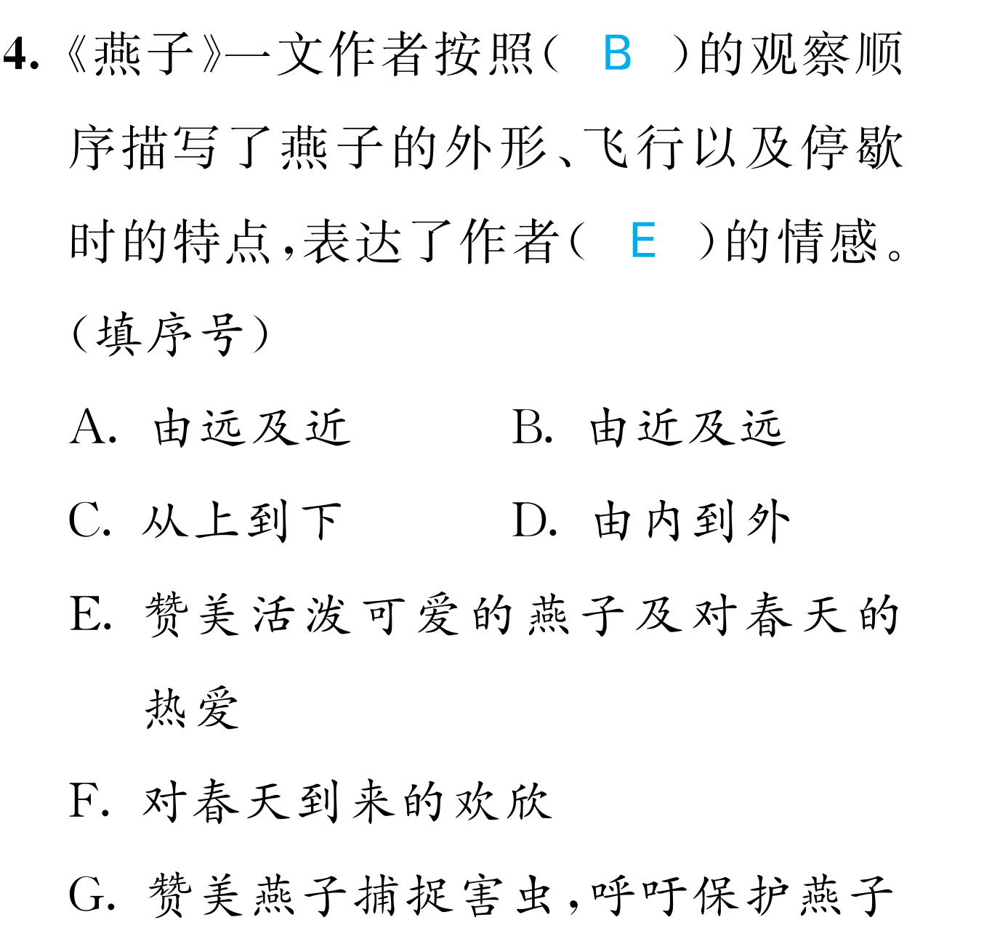 4.《燕子》一文作者按照( B )的观察顺
序描写了燕子的外形、飞行以及停歇
时的特点,表达了作者( E )的情感。
(填序号)
A. 由远及近 B. 由近及远
C. 从上到下 D. 由内到外
E. 赞美活泼可爱的燕子及对春天的
热爱
F. 对春天到来的欢欣
G. 赞美燕子捕捉害虫,呼吁保护燕子